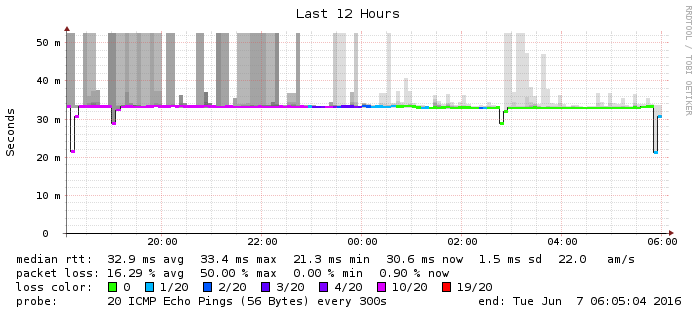 Last 12 Hours
RRDTOOL / TOBI OETIKER
Seconds
50 m
40 m
30 m
20 m
10 m
0
20:00 22:00 00:00 02:00 04:00 06:00
median rtt: 32.9 ms avg 33.4 ms max 21.3 ms min 30.6 ms now 1.5 ms sd 22.0 am/s
packet loss: 16.29 % avg 50.00 % max 0.00 % min 0.90 % now
loss color: 0 1/20 2/20 3/20 4/20 10/20 19/20
probe: 20 ICMP Echo Pings (56 Bytes) every 300s end: Tue Jun 7 06:05:04 2016